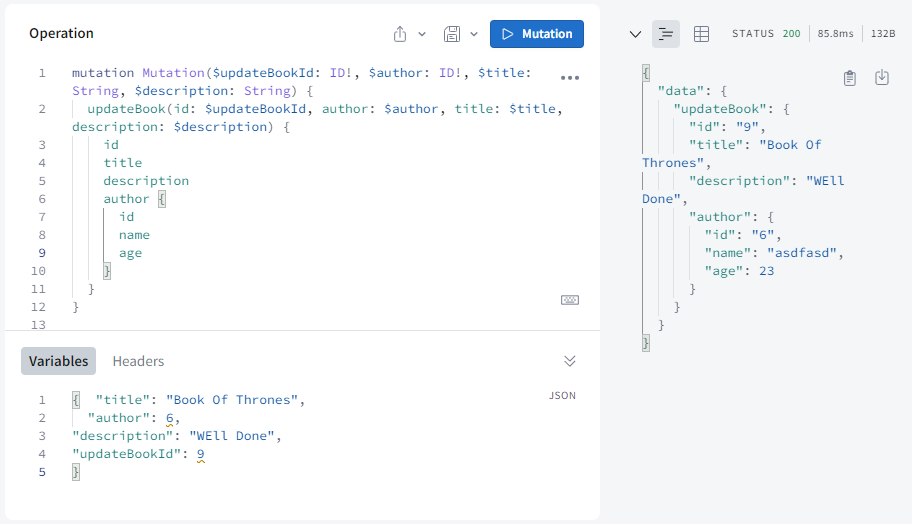 Operation
Mutation
1 mutation Mutation($updateBookId: ID!, $author: ID!, $title:
String, $description: String) {
2 updateBook(id: $updateBookId, author: $author, title: $title,
description: $description) {
3 id
4 title
5 description
6 author {
7 id
8 name
9 age
10 }
11 }
12 }
13
Variables Headers
JSON
1 { "title": "Book Of Thrones",
2 "author": 6,
3 "description": "WEll Done",
4 "updateBookId": 9
5 }
STATUS 200 85.8ms 132B
{
"data": {
"updateBook": {
"id": "9",
"title": "Book Of
Thrones",
"description": "WEll
Done",
"author": {
"id": "6",
"name": "asdfasd",
"age": 23
}
}
}
}